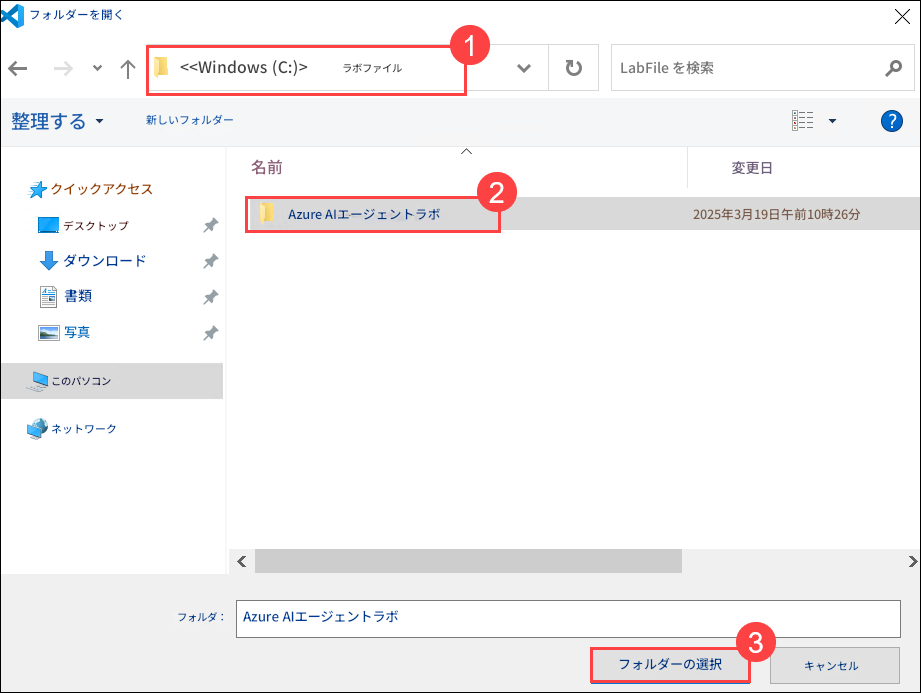 フォルダーを開く
1
<<Windows (C:)> ラボファイル
LabFile を検索
整理する
新しいフォルダー
?
名前
変更日
クイックアクセス
2
Azure AIエージェントラボ
2025年3月19日午前10時26分
デスクトップ
ダウンロード
書類
写真
このパソコン
ネットワーク
フォルダ：
Azure AIエージェントラボ
3
フォルダーの選択
キャンセル